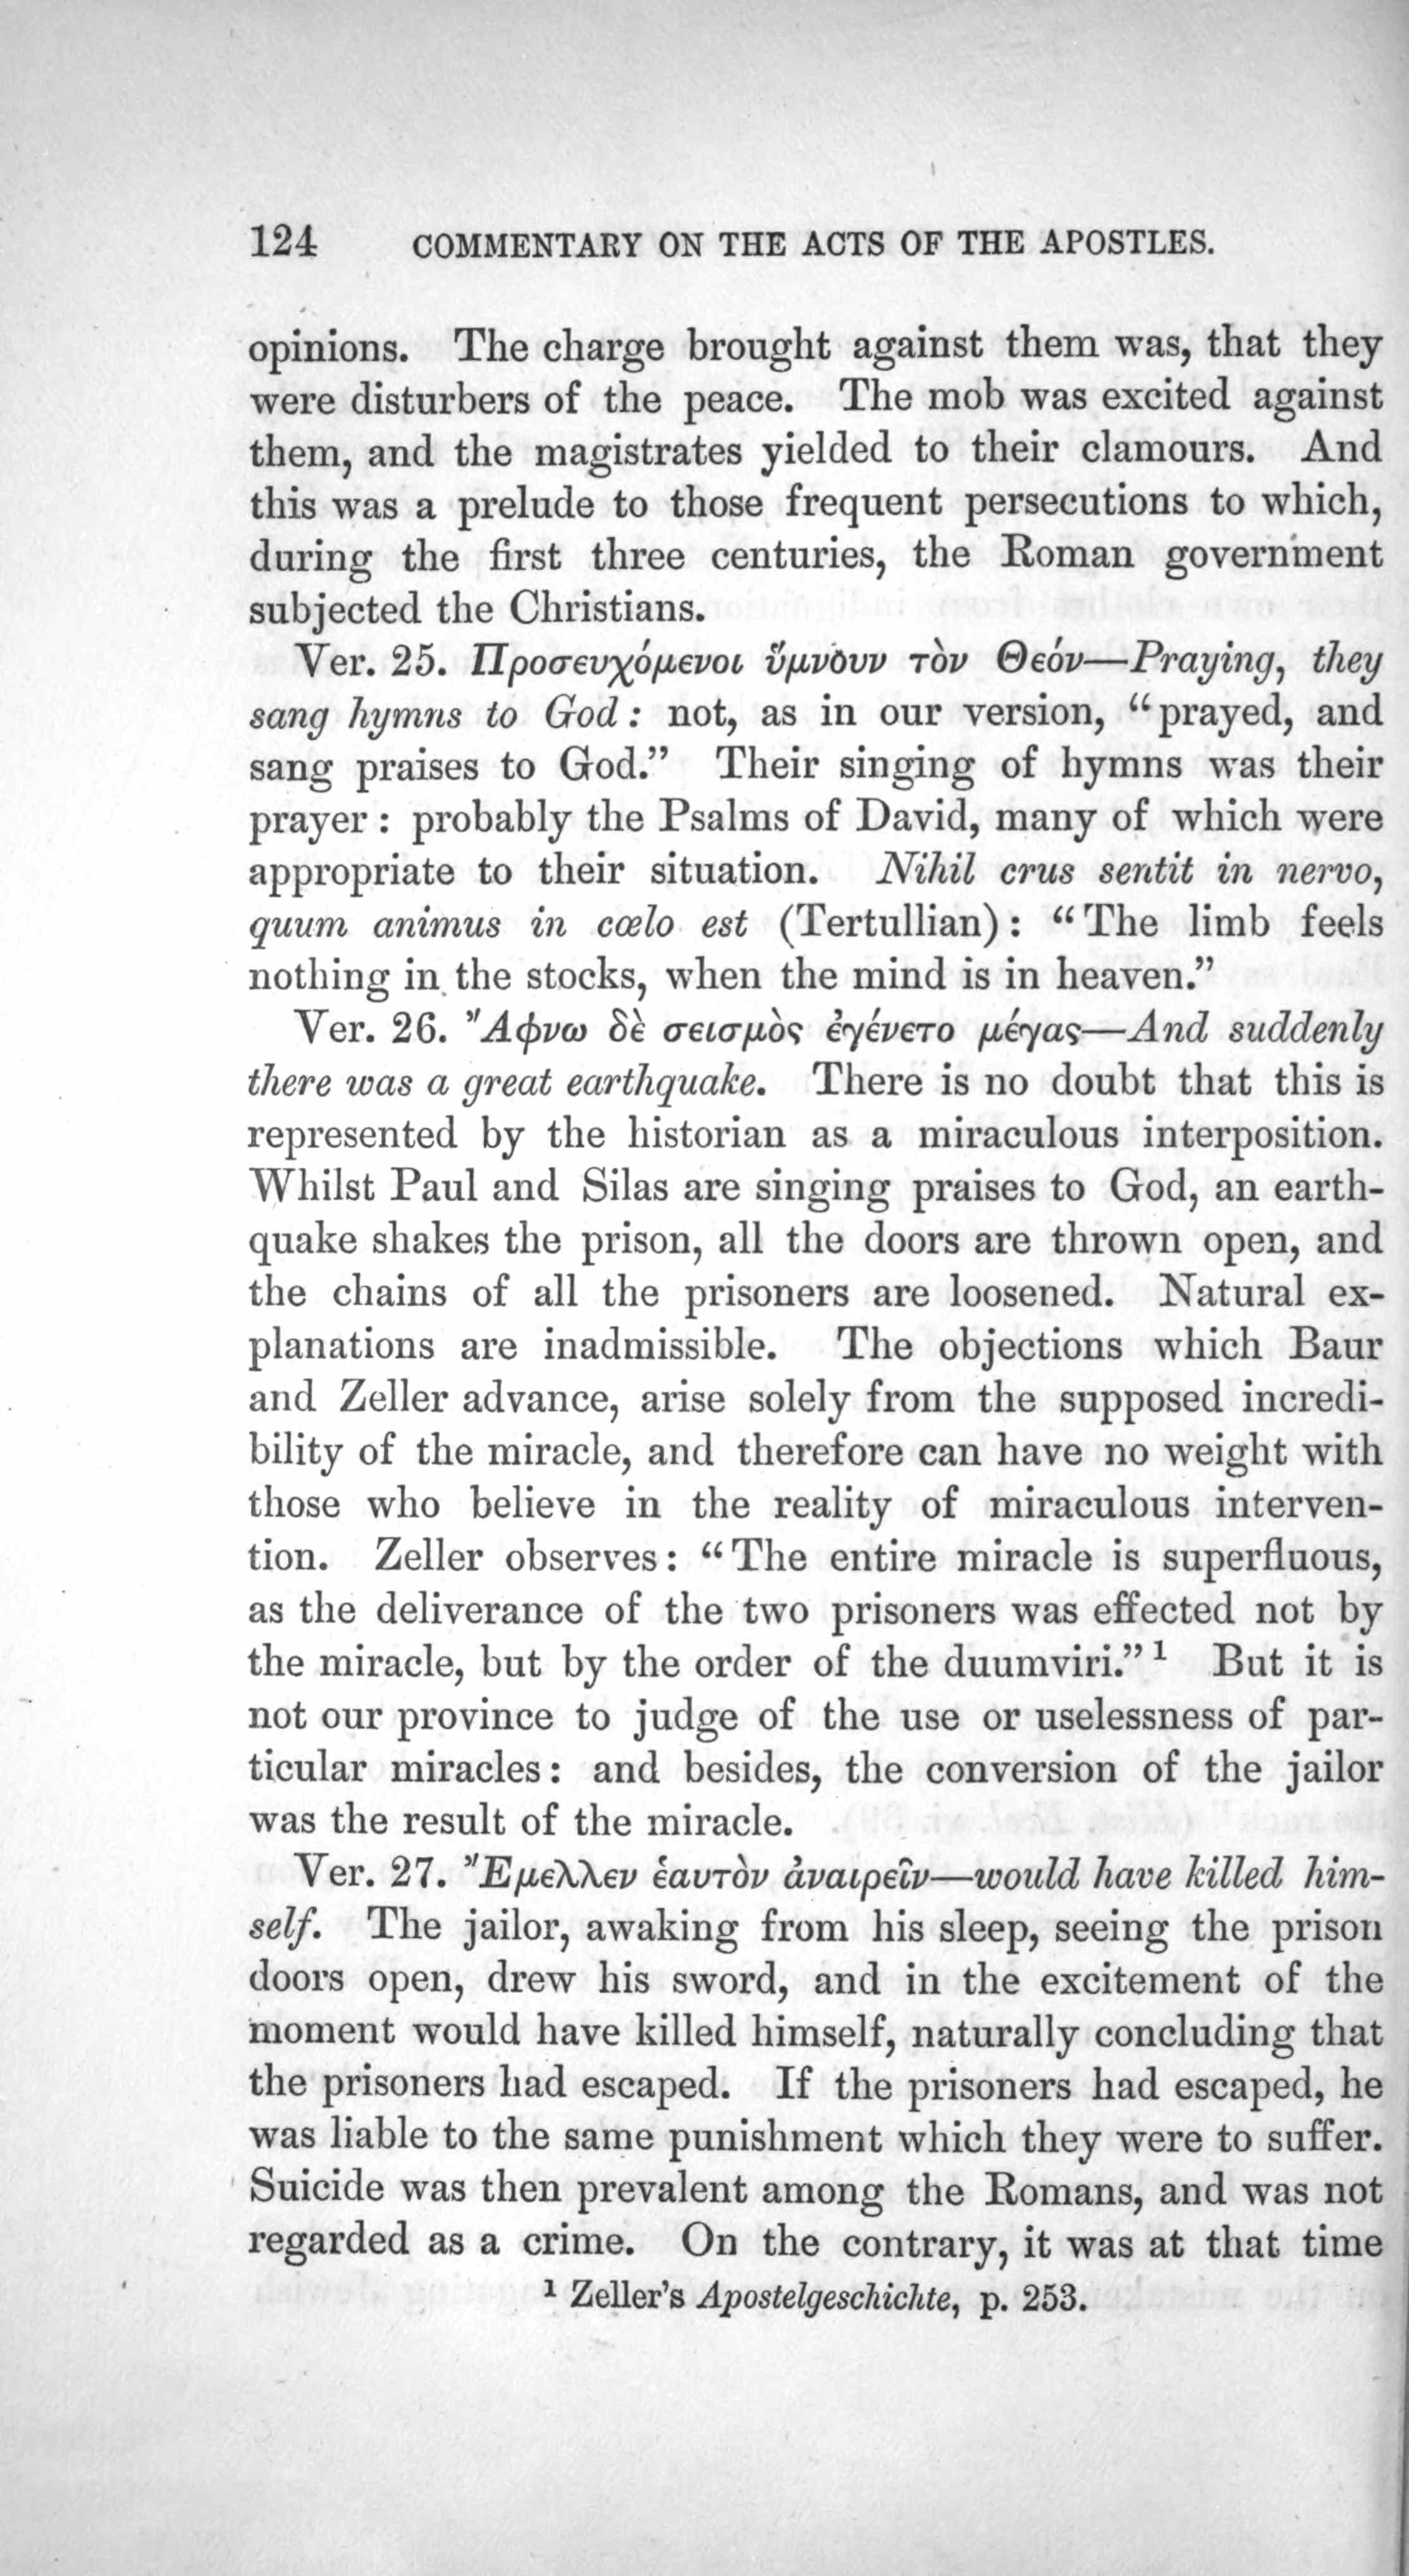 124 COMMENTARY ON THE ACTS OF THE APOSTLES.
opinions. The charge brought against them was, that they
were disturbers of the peace. The mob was excited against
them, and the magistrates yielded to their clamours. And
this was a prelude to those frequent persecutions to which,
during the first three centuries, the Roman government
subjected the Christians.
Ver. 25. Προσευχόμενοι ὕμνουν τὸν Θεόν—Praying, they
sang hymns to God: not, as in our version, “prayed, and
sang praises to God.” Their singing of hymns was their
prayer: probably the Psalms of David, many of which were
appropriate to their situation. Nihil crus sentit in nervo,
quum animus in cœlo est (Tertullian): “The limb feels
nothing in the stocks, when the mind is in heaven.”
Ver. 26. Ἄφνω δὲ σεισμὸς ἐγένετο μέγας—And suddenly
there was a great earthquake. There is no doubt that this is
represented by the historian as a miraculous interposition.
Whilst Paul and Silas are singing praises to God, an earth-
quake shakes the prison, all the doors are thrown open, and
the chains of all the prisoners are loosened. Natural ex-
planations are inadmissible. The objections which Baur
and Zeller advance, arise solely from the supposed incredi-
bility of the miracle, and therefore can have no weight with
those who believe in the reality of miraculous interven-
tion. Zeller observes: “The entire miracle is superfluous,
as the deliverance of the two prisoners was effected not by
the miracle, but by the order of the duumviri.” 1 But it is
not our province to judge of the use or uselessness of par-
ticular miracles: and besides, the conversion of the jailor
was the result of the miracle.
Ver. 27. Ἔμελλεν ἑαυτὸν ἀναιρεῖν—would have killed him-
self. The jailor, awaking from his sleep, seeing the prison
doors open, drew his sword, and in the excitement of the
moment would have killed himself, naturally concluding that
the prisoners had escaped. If the prisoners had escaped, he
was liable to the same punishment which they were to suffer.
Suicide was then prevalent among the Romans, and was not
regarded as a crime. On the contrary, it was at that time
1 Zeller's Apostelgeschichte, p. 253.